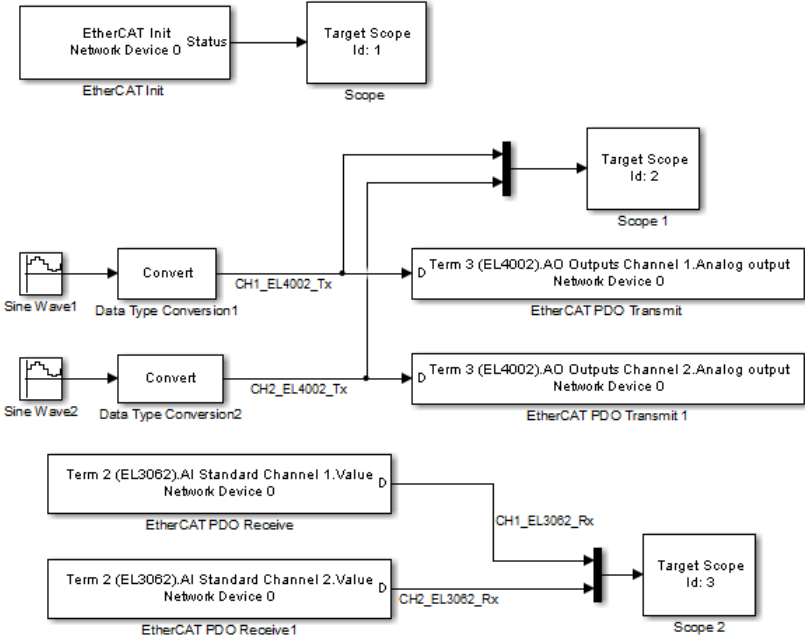 EtherCAT Init
Network Device 0
Status
EtherCAT Init
Target Scope
Id: 1
Scope
Target Scope
Id: 2
Scope 1
Sine Wave1
Convert
Data Type Conversion1
CH1_EL4002_Tx
D
Term 3 (EL4002).AO Outputs Channel 1.Analog output
Network Device 0
EtherCAT PDO Transmit
Sine Wave2
Convert
Data Type Conversion2
CH2_EL4002_Tx
D
Term 3 (EL4002).AO Outputs Channel 2.Analog output
Network Device 0
EtherCAT PDO Transmit 1
Term 2 (EL3062).AI Standard Channel 1.Value
Network Device 0
D
EtherCAT PDO Receive
CH1_EL3062_Rx
Term 2 (EL3062).AI Standard Channel 2.Value
Network Device 0
D
EtherCAT PDO Receive1
CH2_EL3062_Rx
Target Scope
Id: 3
Scope 2